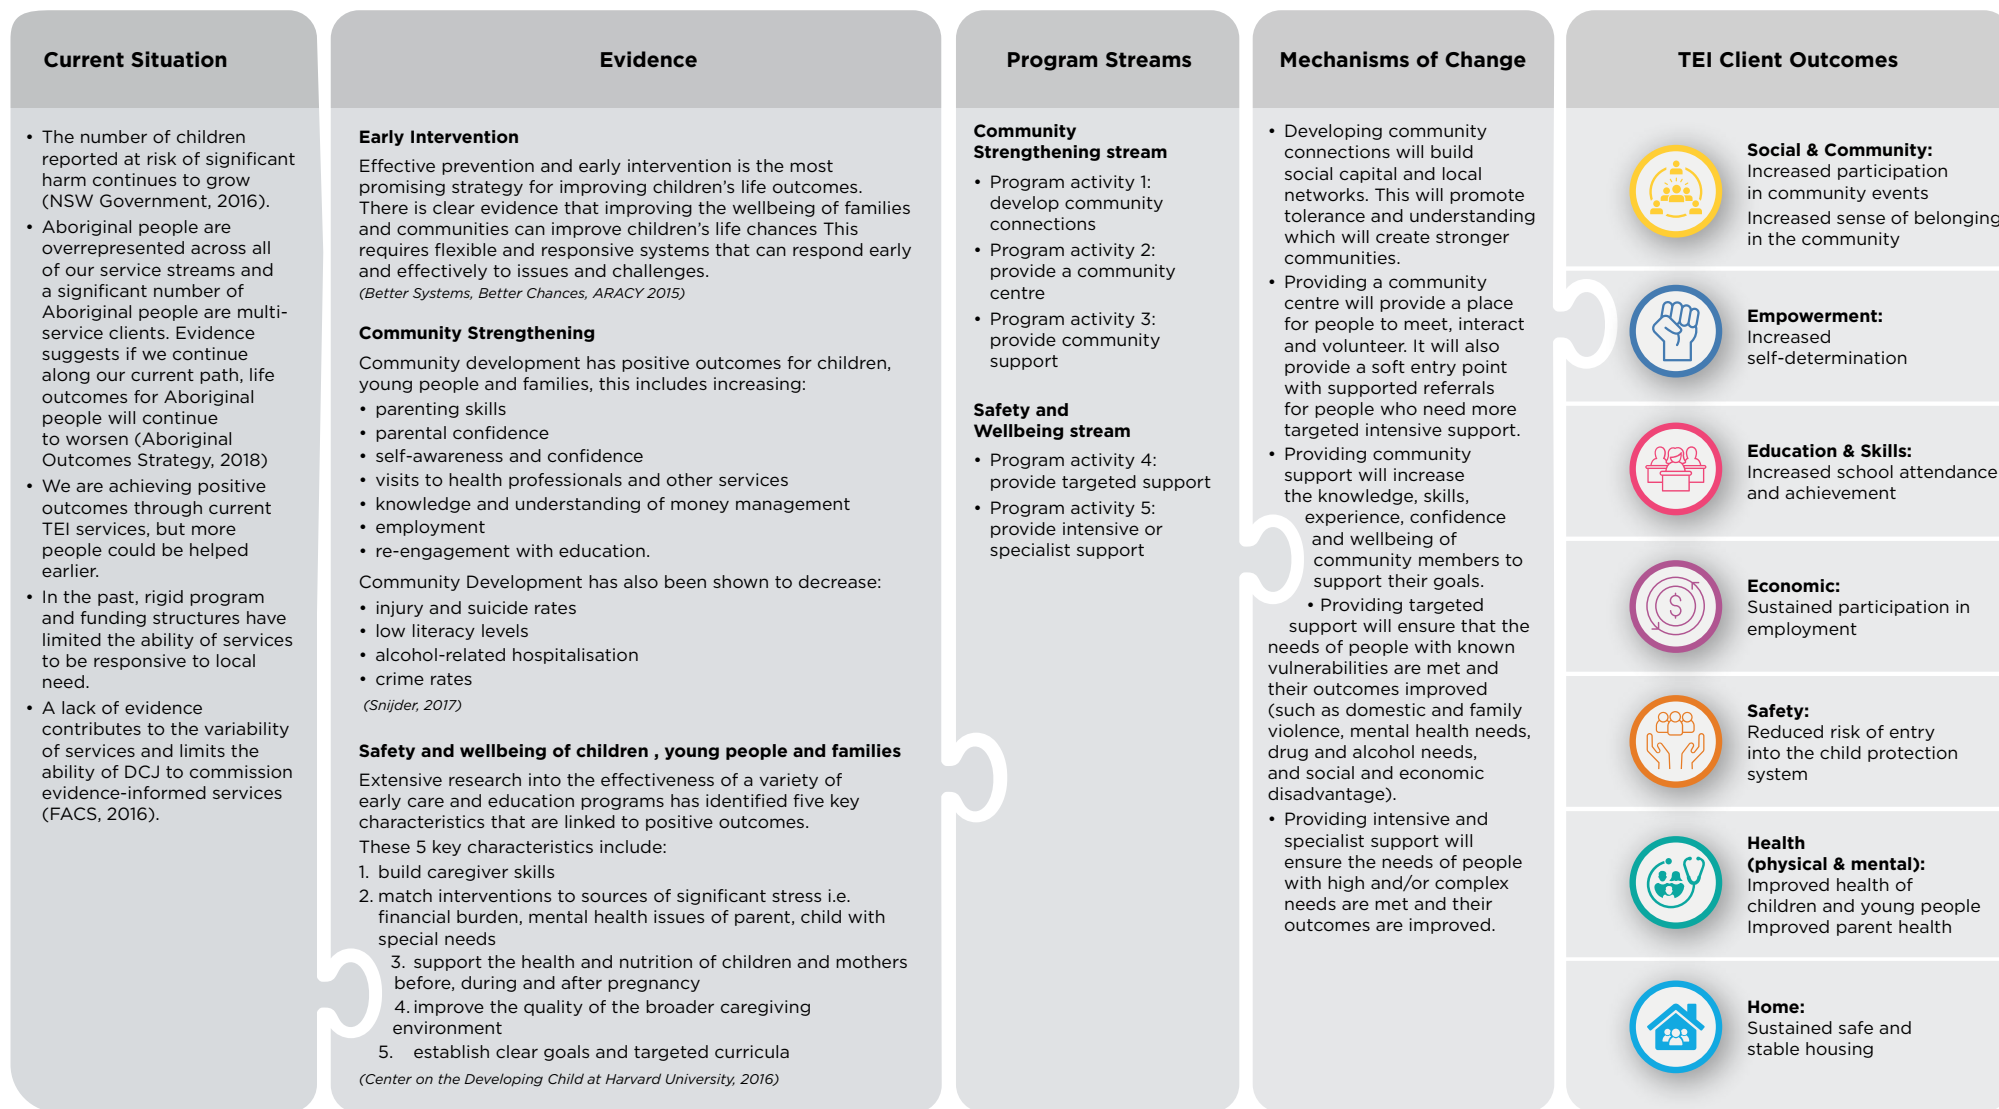 Current Situation
• The number of children
reported at risk of significant
harm continues to grow
(NSW Government, 2016).
• Aboriginal people are
overrepresented across all
of our service streams and
a significant number of
Aboriginal people are multi-
service clients. Evidence
suggests if we continue
along our current path, life
outcomes for Aboriginal
people will continue
to worsen (Aboriginal
Outcomes Strategy, 2018)
• We are achieving positive
outcomes through current
TEI services, but more
people could be helped
earlier.
• In the past, rigid program
and funding structures have
limited the ability of services
to be responsive to local
need.
• A lack of evidence
contributes to the variability
of services and limits the
ability of DCJ to commission
evidence-informed services
(FACS, 2016).
Evidence
Early Intervention
Effective prevention and early intervention is the most
promising strategy for improving children’s life outcomes.
There is clear evidence that improving the wellbeing of families
and communities can improve children’s life chances This
requires flexible and responsive systems that can respond early
and effectively to issues and challenges.
(Better Systems, Better Chances, ARACY 2015)
Community Strengthening
Community development has positive outcomes for children,
young people and families, this includes increasing:
• parenting skills
• parental confidence
• self-awareness and confidence
• visits to health professionals and other services
• knowledge and understanding of money management
• employment
• re-engagement with education.
Community Development has also been shown to decrease:
• injury and suicide rates
• low literacy levels
• alcohol-related hospitalisation
• crime rates
(Snijder, 2017)
Safety and wellbeing of children , young people and families
Extensive research into the effectiveness of a variety of
early care and education programs has identified five key
characteristics that are linked to positive outcomes.
These 5 key characteristics include:
1. build caregiver skills
2. match interventions to sources of significant stress i.e.
financial burden, mental health issues of parent, child with
special needs
3. support the health and nutrition of children and mothers
before, during and after pregnancy
4. improve the quality of the broader caregiving
environment
5. establish clear goals and targeted curricula
(Center on the Developing Child at Harvard University, 2016)
Program Streams
Community
Strengthening stream
• Program activity 1:
develop community
connections
• Program activity 2:
provide a community
centre
• Program activity 3:
provide community
support
Safety and
Wellbeing stream
• Program activity 4:
provide targeted support
• Program activity 5:
provide intensive or
specialist support
Mechanisms of Change
• Developing community
connections will build
social capital and local
networks. This will promote
tolerance and understanding
which will create stronger
communities.
• Providing a community
centre will provide a place
for people to meet, interact
and volunteer. It will also
provide a soft entry point
with supported referrals
for people who need more
targeted intensive support.
• Providing community
support will increase
the knowledge, skills,
experience, confidence
and wellbeing of
community members to
support their goals.
• Providing targeted
support will ensure that the
needs of people with known
vulnerabilities are met and
their outcomes improved
(such as domestic and family
violence, mental health needs,
drug and alcohol needs,
and social and economic
disadvantage).
• Providing intensive and
specialist support will
ensure the needs of people
with high and/or complex
needs are met and their
outcomes are improved.
TEI Client Outcomes
Social & Community:
Increased participation
in community events
Increased sense of belonging
in the community
Empowerment:
Increased
self-determination
Education & Skills:
Increased school attendance
and achievement
Economic:
Sustained participation in
employment
Safety:
Reduced risk of entry
into the child protection
system
Health
(physical & mental):
Improved health of
children and young people
Improved parent health
Home:
Sustained safe and
stable housing